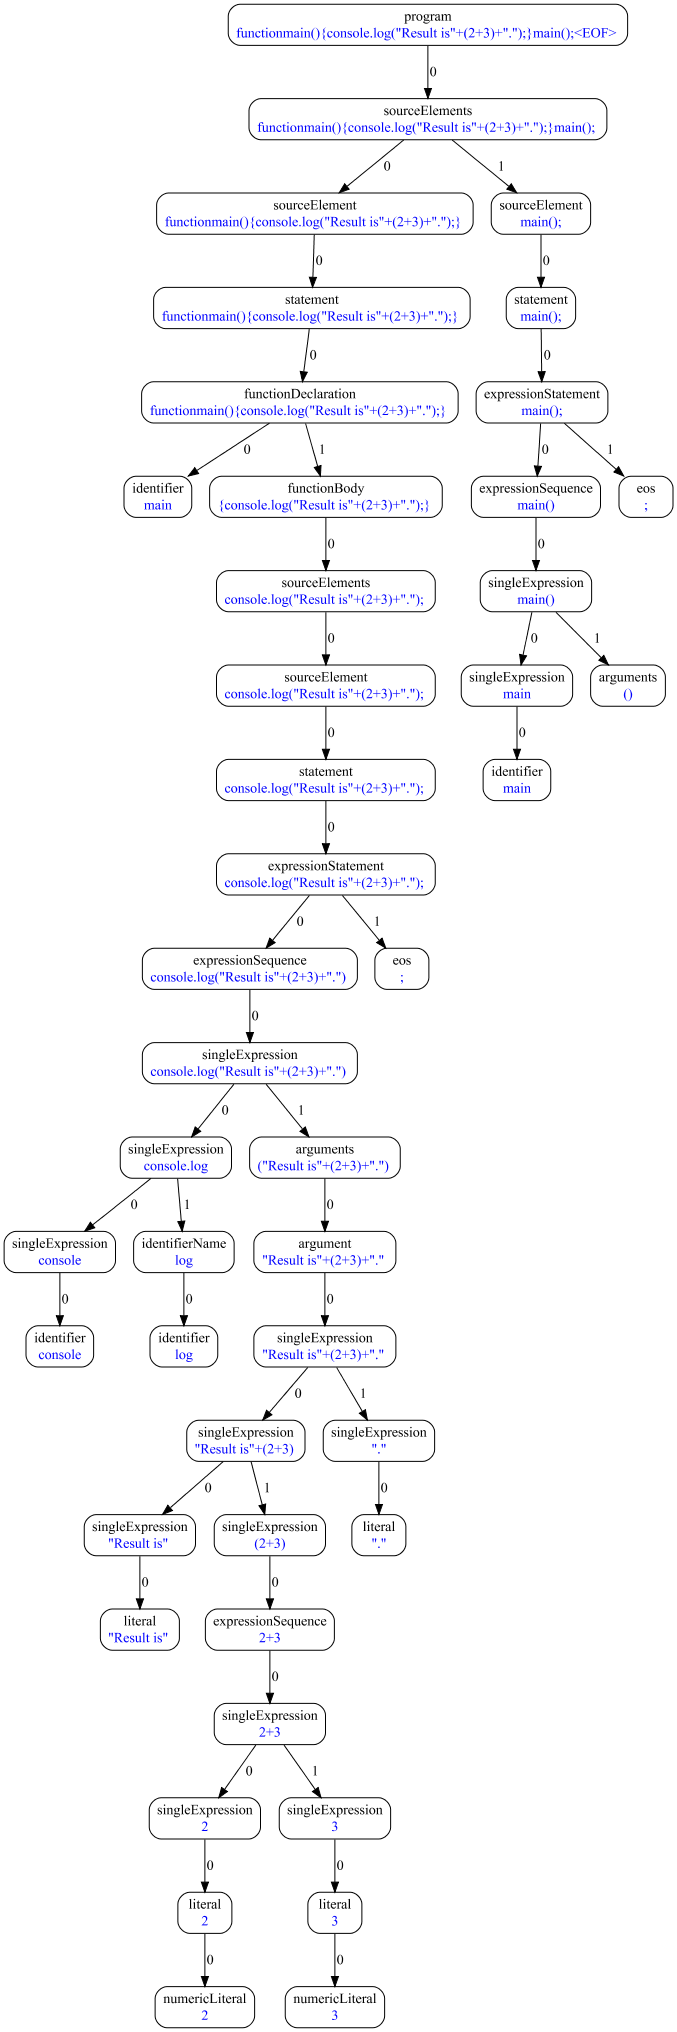 program
functionmain(){console.log("Result is"+(2+3)+".");}main();<EOF>
0
sourceElements
functionmain(){console.log("Result is"+(2+3)+".");}main();
0
1
sourceElement
functionmain(){console.log("Result is"+(2+3)+".");}
sourceElement
main();
0
0
statement
functionmain(){console.log("Result is"+(2+3)+".");}
statement
main();
0
0
functionDeclaration
functionmain(){console.log("Result is"+(2+3)+".");}
expressionStatement
main();
0
1
0
1
identifier
main
functionBody
{console.log("Result is"+(2+3)+".");}
expressionSequence
main()
eos
;
0
0
sourceElements
console.log("Result is"+(2+3)+".");
singleExpression
main()
0
0
1
sourceElement
console.log("Result is"+(2+3)+".");
singleExpression
main
arguments
()
0
0
statement
console.log("Result is"+(2+3)+".");
identifier
main
0
expressionStatement
console.log("Result is"+(2+3)+".");
0
1
expressionSequence
console.log("Result is"+(2+3)+".")
eos
;
0
singleExpression
console.log("Result is"+(2+3)+".")
0
1
singleExpression
console.log
arguments
("Result is"+(2+3)+".")
0
1
0
singleExpression
console
identifierName
log
argument
"Result is"+(2+3)+"."
0
0
0
identifier
console
identifier
log
singleExpression
"Result is"+(2+3)+"."
0
1
singleExpression
"Result is"+(2+3)
singleExpression
"."
0
1
0
singleExpression
"Result is"
singleExpression
(2+3)
literal
"."
0
0
literal
"Result is"
expressionSequence
2+3
0
singleExpression
2+3
0
1
singleExpression
2
singleExpression
3
0
0
literal
2
literal
3
0
0
numericLiteral
2
numericLiteral
3